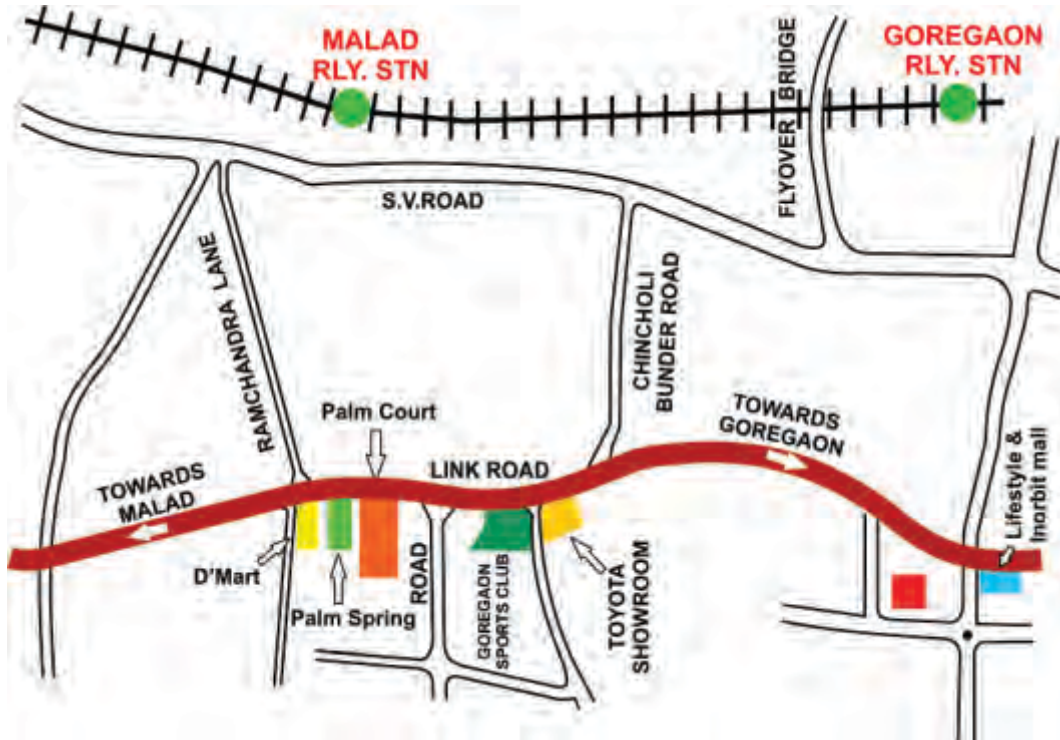 MALAD
RLY. STN
GOREGAON
RLY. STN
FLYOVER BRIDGE
S.V.ROAD
RAMCHANDRA LANE
CHINCHOLI
BUNDER ROAD
Palm Court
TOWARDS
GOREGAON
LINK ROAD
TOWARDS
MALAD
Lifestyle &
Inorbit mall
D'Mart
Palm Spring
ROAD
GOREGAON
SPORTS CLUB
TOYOTA
SHOWROOM